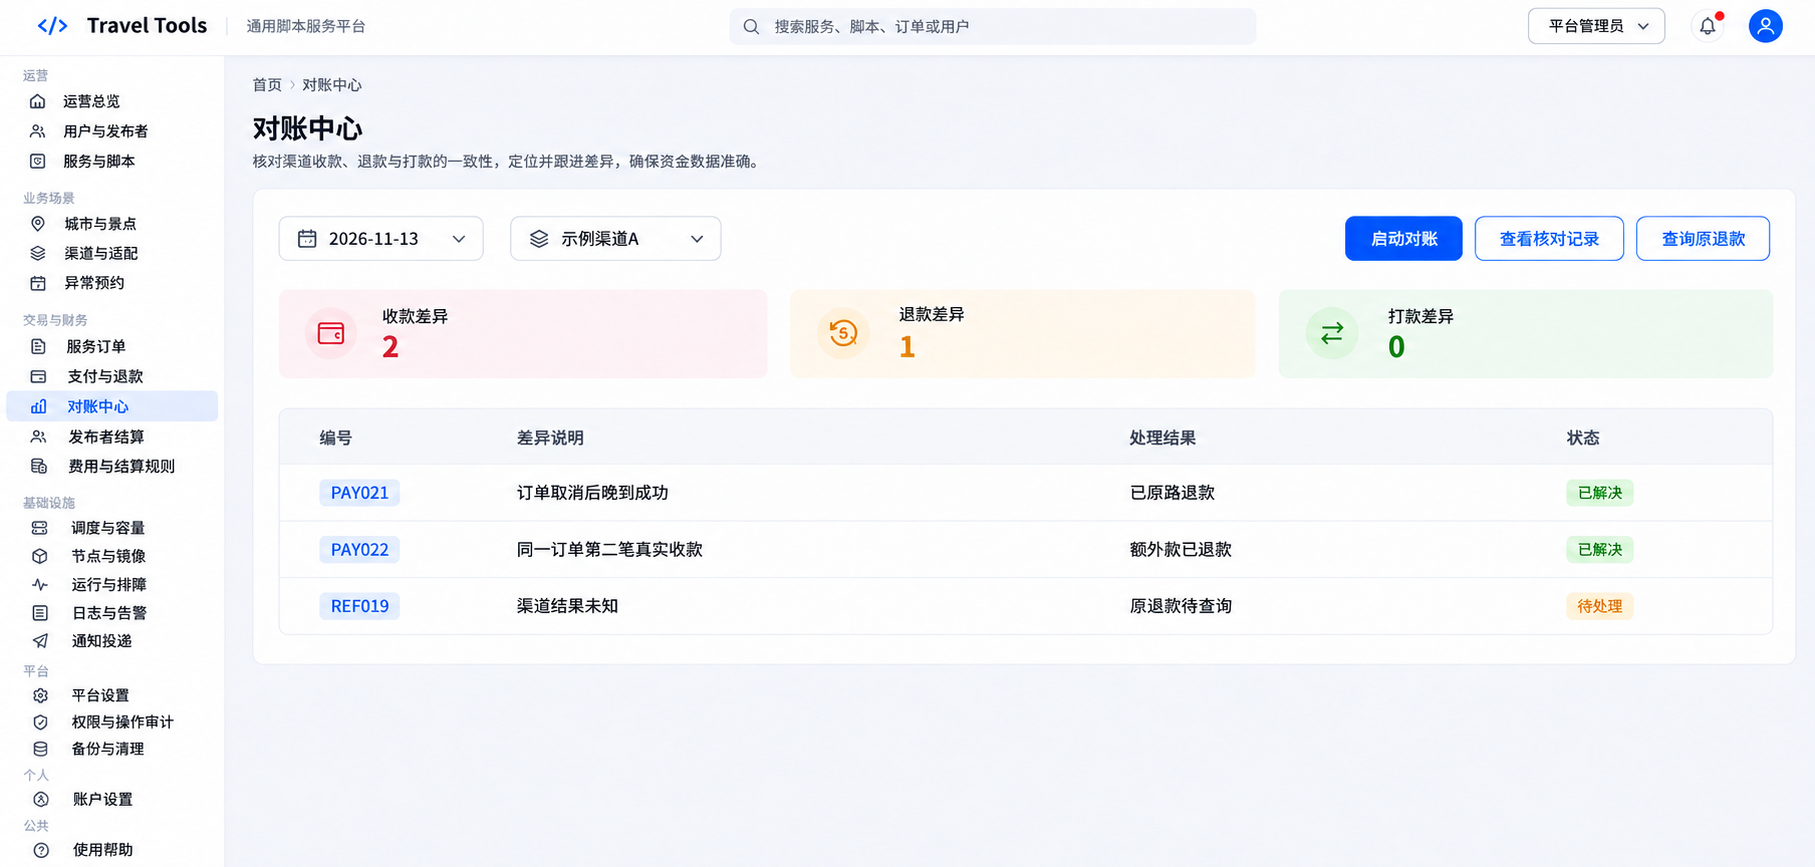 </> Travel Tools 通用脚本服务平台 搜索服务、脚本、订单或用户 平台管理员
运营
运营总览
用户与发布者
服务与脚本
业务场景
城市与景点
渠道与适配
异常预约
交易与财务
服务订单
支付与退款
对账中心
发布者结算
费用与结算规则
基础设施
调度与容量
节点与镜像
运行与排障
日志与告警
通知投递
平台
平台设置
权限与操作审计
备份与清理
个人
账户设置
公共
使用帮助
首页 > 对账中心
对账中心
核对渠道收款、退款与打款的一致性，定位并跟进差异，确保资金数据准确。
2026-11-13 示例渠道A 启动对账 查看核对记录 查询原退款
收款差异
2
退款差异
1
打款差异
0
编号 差异说明 处理结果 状态
PAY021 订单取消后晚到成功 已原路退款 已解决
PAY022 同一订单第二笔真实收款 额外款已退款 已解决
REF019 渠道结果未知 原退款待查询 待处理